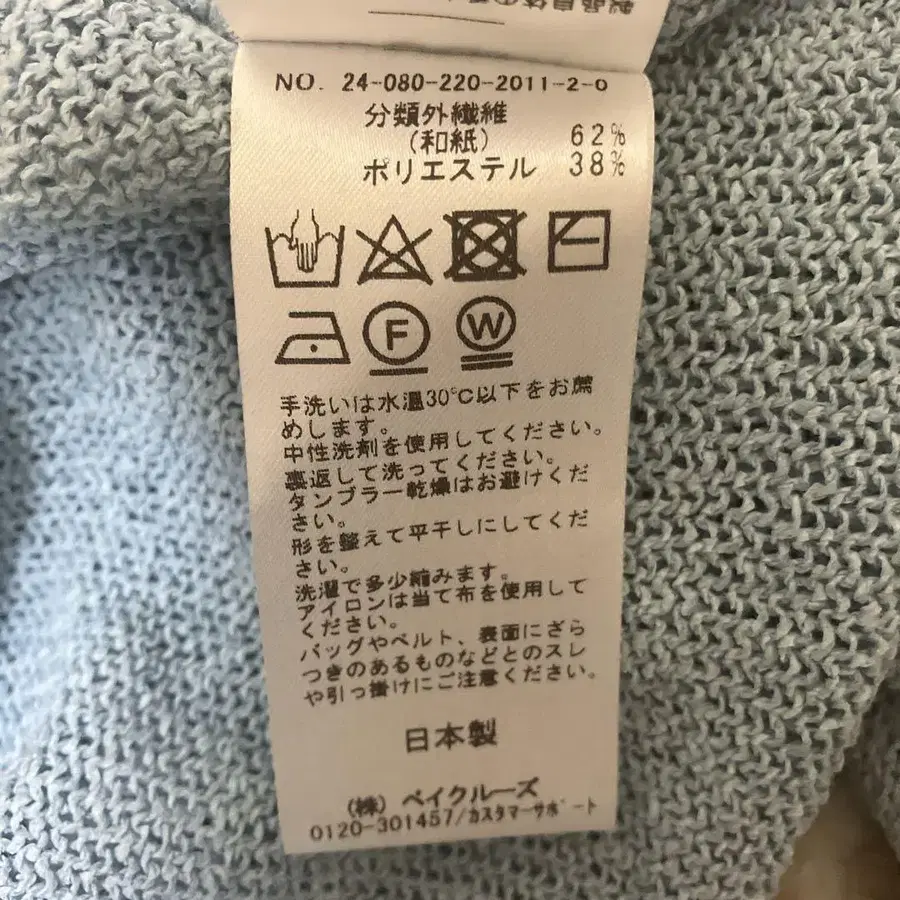 製品自体の
NO. 24-080-220-2011-2-0
分類外繊維
(和紙) 62%
ポリエステル 38%
F
W
手洗いは水温30℃以下をお薦
めします。
中性洗剤を使用してください。
裏返して洗ってください。
タンブラー乾燥はお避けくだ
さい。
形を整えて平干しにしてくだ
さい。
洗濯で多少縮みます。
アイロンは当て布を使用して
ください。
バッグやベルト、表面にざら
つきのあるものなどとのスレ
や引っ掛けにご注意ください。
日本製
(株) ベイクルーズ
0120-301457/カスタマーサポート